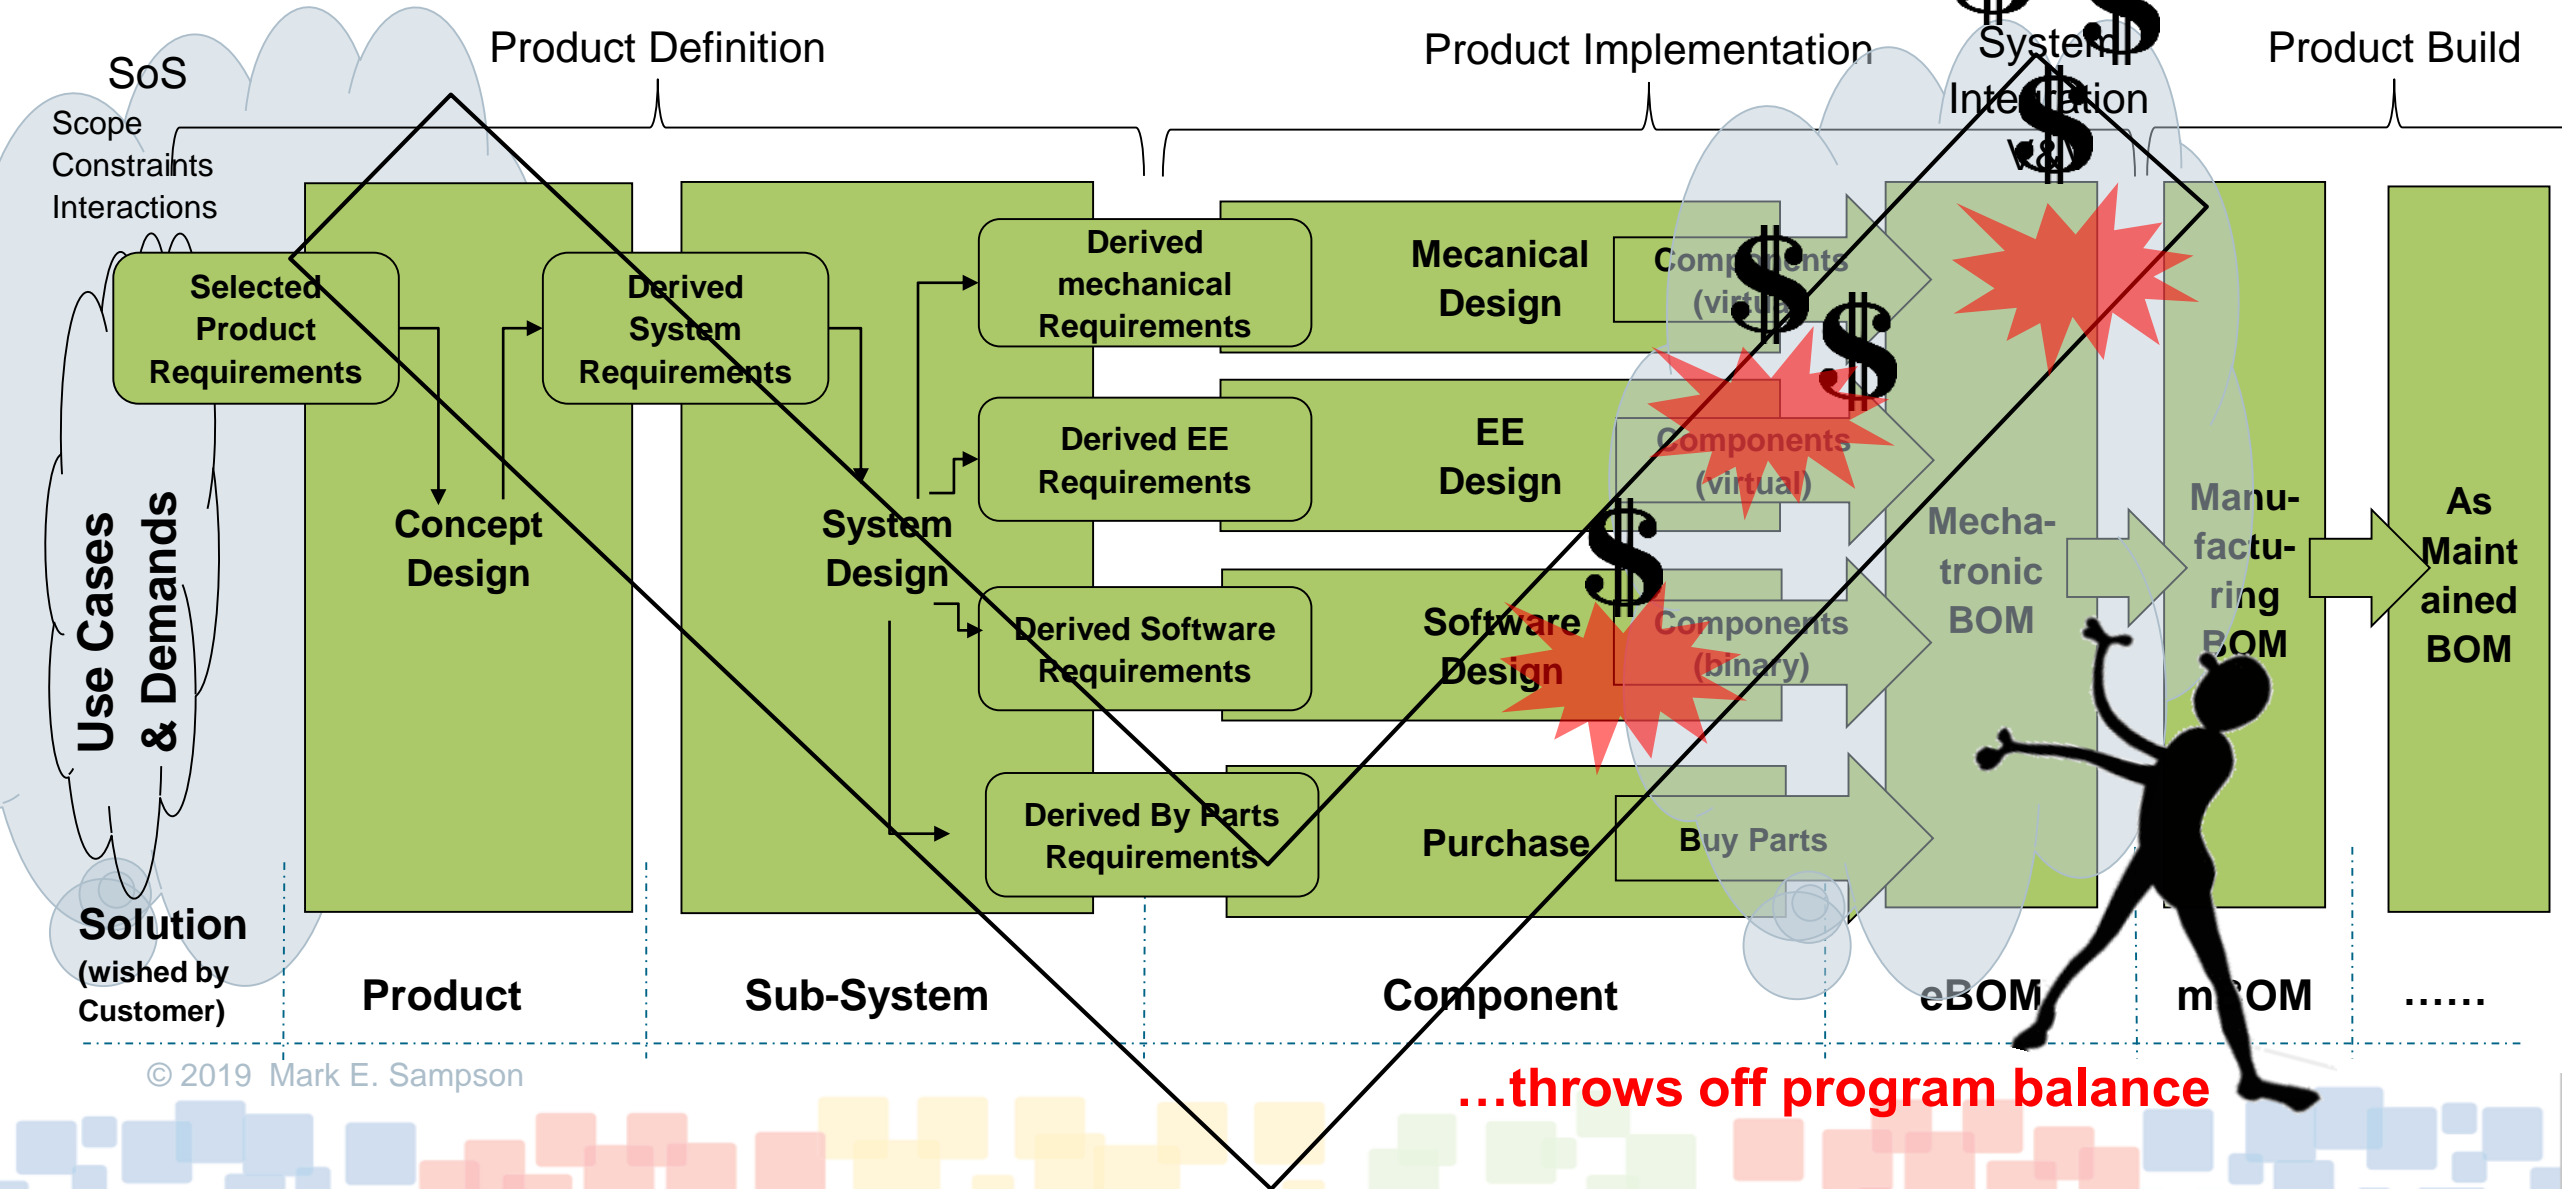 Product Definition
Product Implementation
System
Integration
V&V
Product Build
SoS
Scope
Constraints
Interactions
Selected
Product
Requirements
Derived
System
Requirements
Derived
mechanical
Requirements
Mecanical
Design
Components
(virtual)
Derived EE
Requirements
EE
Design
Components
(virtual)
Use Cases
& Demands
Concept
Design
System
Design
Derived Software
Requirements
Software
Design
Components
(binary)
Mecha-
tronic
BOM
Manu-
factu-
ring
BOM
As
Maint
ained
BOM
Derived By Parts
Requirements
Purchase
Buy Parts
Solution
(wished by
Customer)
Product
Sub-System
Component
eBOM
mBOM
......
© 2019 Mark E. Sampson
...throws off program balance
$
$
$
$
$
$